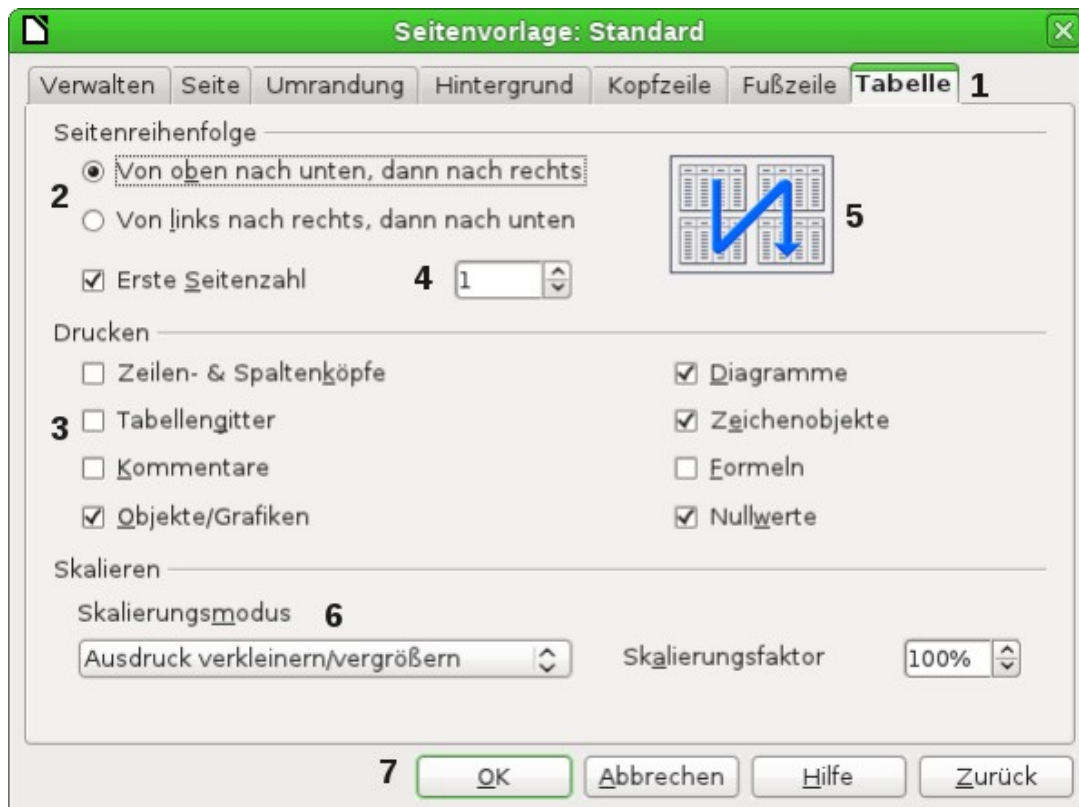 Seitenvorlage: Standard
Verwalten Seite Umrandung Hintergrund Kopfzeile Fußzeile Tabelle 1
Seitenreihenfolge
2 Von oben nach unten, dann nach rechts
Von links nach rechts, dann nach unten
5
Erste Seitenzahl 4 1
Drucken
Zeilen- & Spaltenköpfe Diagramme
3 Tabellengitter Zeichenobjekte
Kommentare Formeln
Objekte/Grafiken Nullwerte
Skalieren
Skalierungsmodus 6
Ausdruck verkleinern/vergrößern Skalierungsfaktor 100%
7 OK Abbrechen Hilfe Zurück